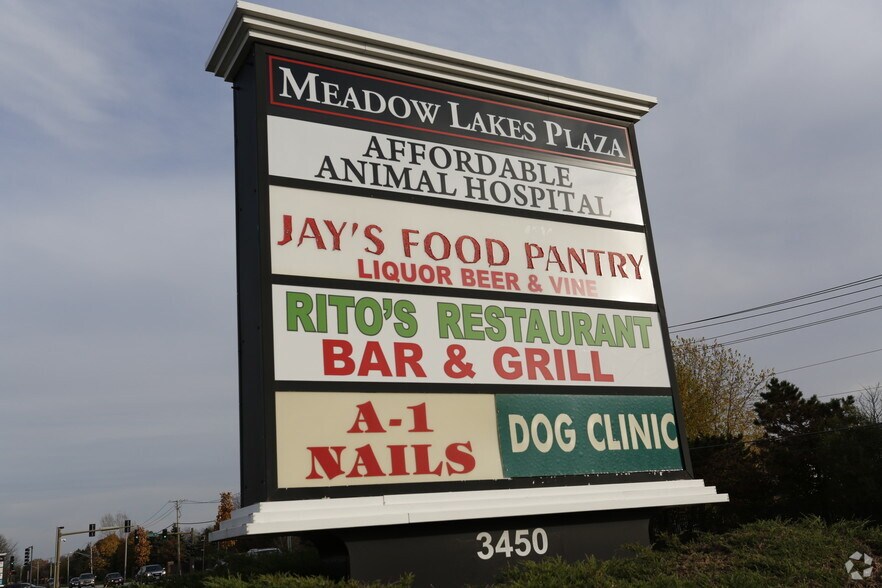 MEADOW LAKES PLAZA
AFFORDABLE
ANIMAL HOSPITAL
JAY'S FOOD PANTRY
LIQUOR BEER & VINE
RITO'S RESTAURANT
BAR & GRILL
A-1
NAILS
DOG CLINIC
3450